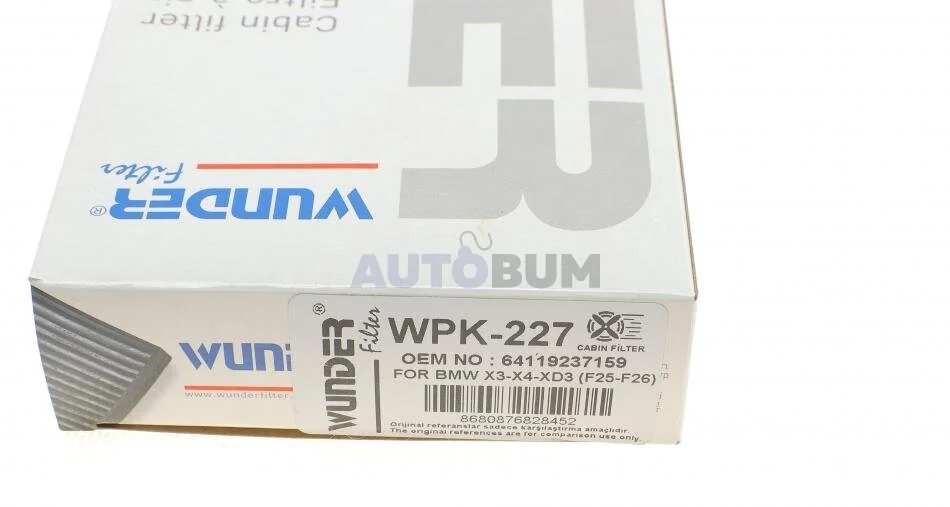 Cabin filter
ER
WUNDER®
Filter
AUTOBUM
WUNDER®
Filter
WPK-227
CABIN FiLTER
OEM NO : 64119237159
FOR BMW X3-X4-XD3 (F25-F26)
8680876828452
Orijinal referanslar sadece karşılaştırma amaçlıdır.
The original references are for comparison use only.
www.wunderfilter.